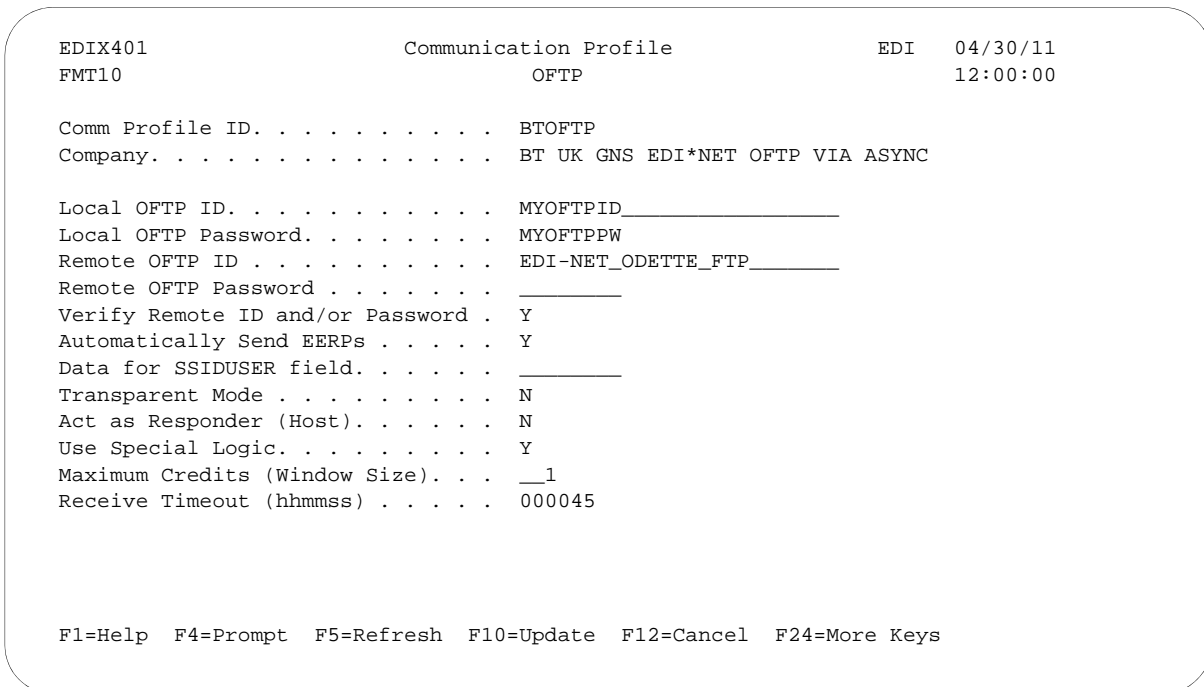 EDIX401 Communication Profile EDI 04/30/11
FMT10 OFTP 12:00:00
Comm Profile ID. . . . . . . . . . BTOFTP
Company. . . . . . . . . . . . . . BT UK GNS EDI*NET OFTP VIA ASYNC
Local OFTP ID. . . . . . . . . . . MYOFTPID_________________
Local OFTP Password. . . . . . . . MYOFTPPW
Remote OFTP ID . . . . . . . . . . EDI-NET_ODETTE_FTP_______
Remote OFTP Password . . . . . . . ________
Verify Remote ID and/or Password . Y
Automatically Send EERPs . . . . . Y
Data for SSIDUSER field. . . . . . ________
Transparent Mode . . . . . . . . . N
Act as Responder (Host). . . . . . N
Use Special Logic. . . . . . . . . Y
Maximum Credits (Window Size). . . __1
Receive Timeout (hhmmss) . . . . . 000045
F1=Help F4=Prompt F5=Refresh F10=Update F12=Cancel F24=More Keys